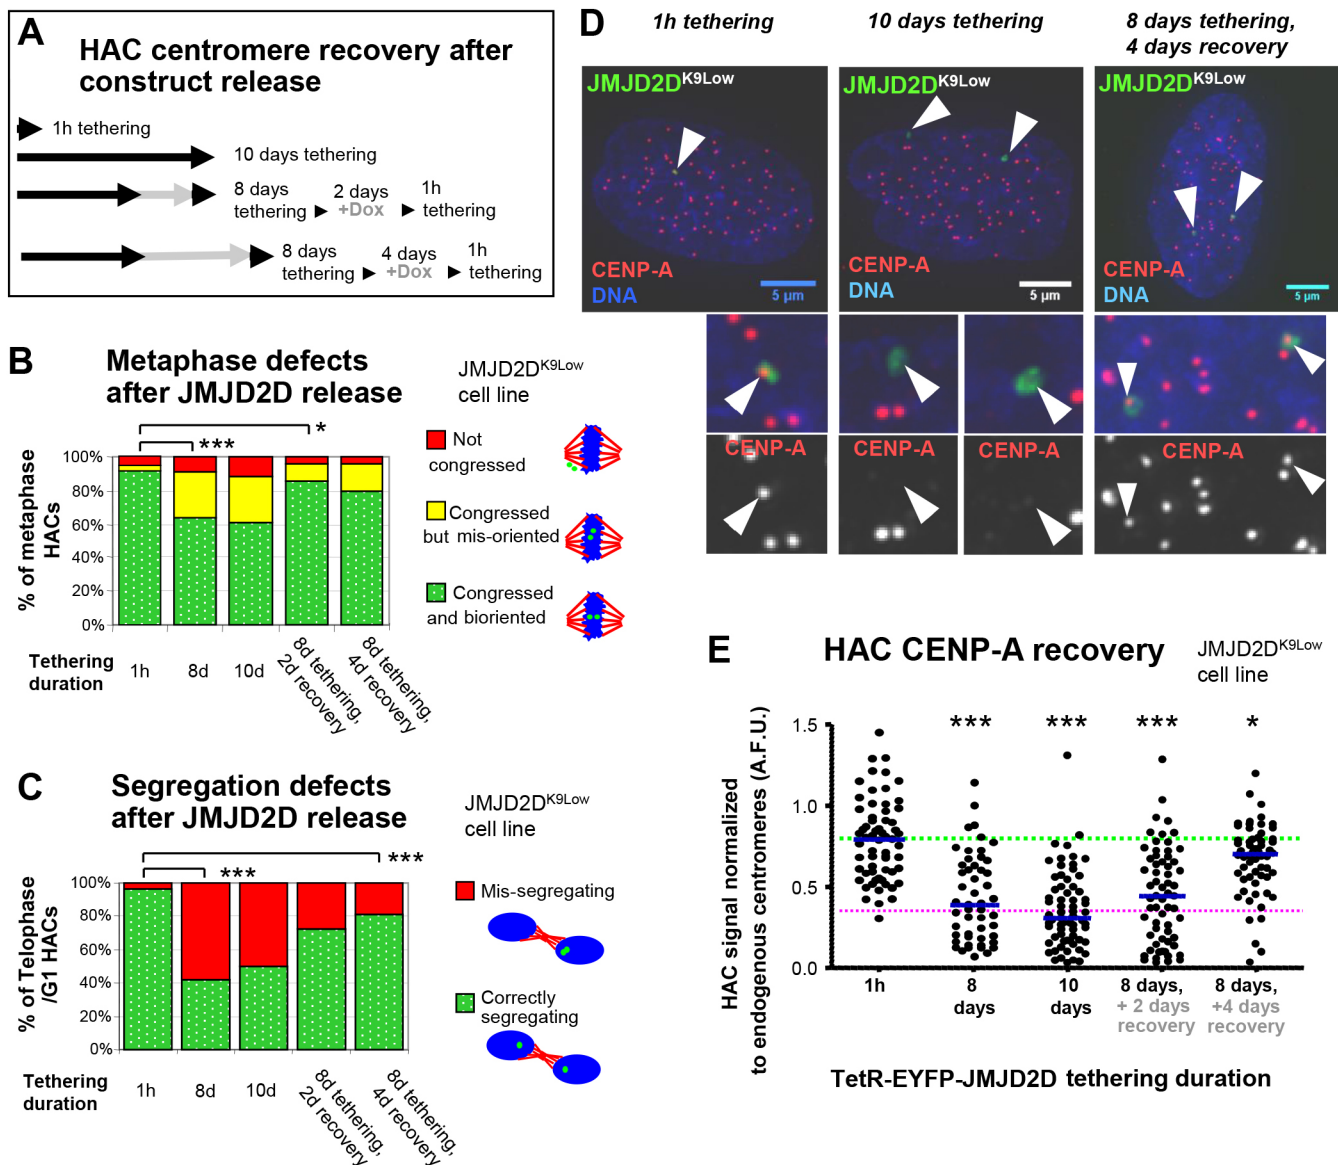 A
HAC centromere recovery after
construct release
1h tethering
10 days tethering
8 days
tethering
2 days
+Dox
1h
tethering
8 days
tethering
4 days
+Dox
1h
tethering
B
Metaphase defects
after JMJD2D release
JMJD2DK9Low
cell line
***
*
100%
80%
60%
40%
20%
0%
% of metaphase
HACs
Tethering
duration
1h
8d
10d
8d tethering,
2d recovery
8d tethering,
4d recovery
Not
congressed
Congressed
but mis-oriented
Congressed
and bioriented
C
Segregation defects
after JMJD2D release
JMJD2DK9Low
cell line
***
***
100%
80%
60%
40%
20%
0%
% of Telophase
/G1 HACs
Tethering
duration
1h
8d
10d
8d tethering,
2d recovery
8d tethering,
4d recovery
Mis-segregating
Correctly
segregating
D
1h tethering
10 days tethering
8 days tethering,
4 days recovery
JMJD2DK9Low
CENP-A
DNA
5 µm
JMJD2DK9Low
CENP-A
DNA
5 µm
JMJD2DK9Low
CENP-A
DNA
5 µm
CENP-A
CENP-A
CENP-A
CENP-A
E
HAC CENP-A recovery
JMJD2DK9Low
cell line
HAC signal normalized
to endogenous centromeres (A.F.U.)
1.5
1.0
0.5
0.0
***
***
***
*
1h
8
days
10
days
8 days,
+ 2 days
recovery
8 days,
+4 days
recovery
TetR-EYFP-JMJD2D tethering duration